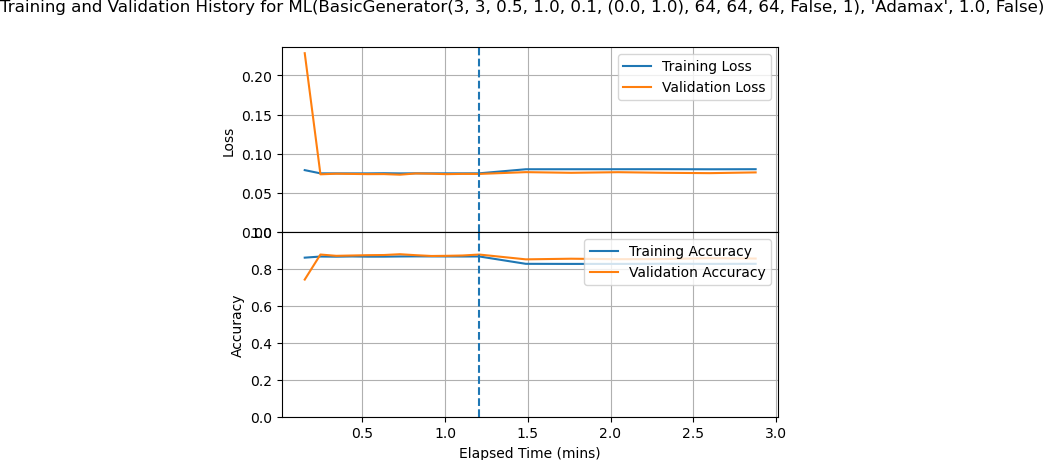 Training and Validation History for ML(BasicGenerator(3, 3, 0.5, 1.0, 0.1, (0.0, 1.0), 64, 64, 64, False, 1), 'Adamax', 1.0, False)
Training Loss
Validation Loss
0.20
0.15
0.10
0.05
0.00
Loss
1.0
Training Accuracy
Validation Accuracy
0.8
0.6
0.4
0.2
0.0
Accuracy
0.5
1.0
1.5
2.0
2.5
3.0
Elapsed Time (mins)